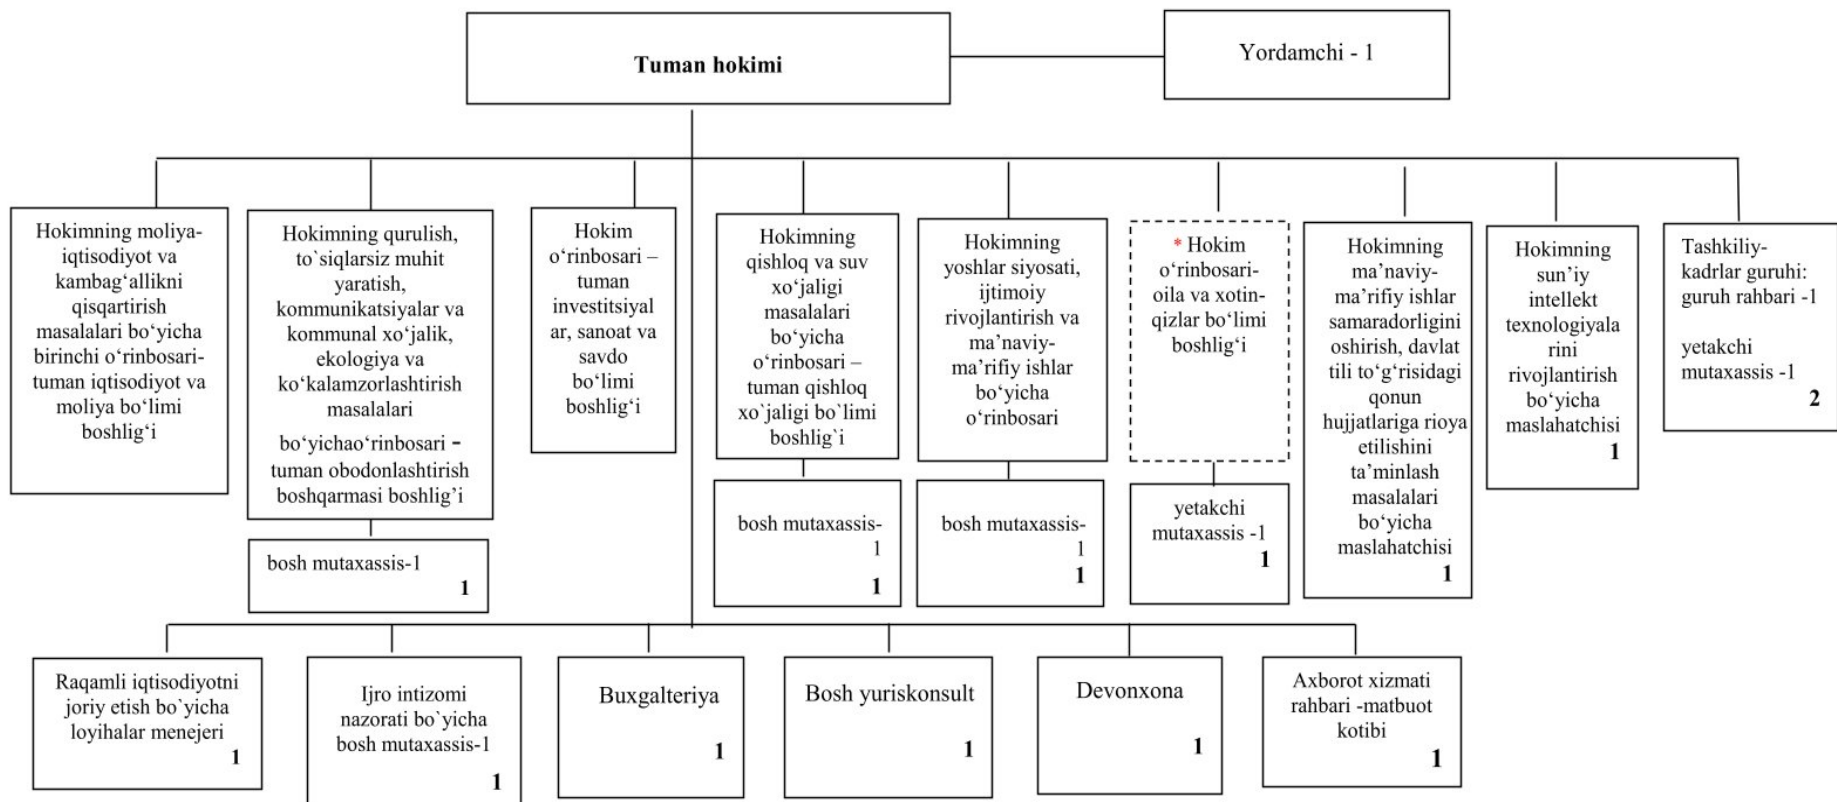 Tuman hokimi
Yordamchi - 1
Hokimning moliya-
iqtisodiyot va
kambag‘allikni
qisqartirish
masalalari bo‘yicha
birinchi o‘rinbosari-
tuman iqtisodiyot va
moliya bo‘limi
boshlig‘i
Hokimning qurulish,
to`siqlarsiz muhit
yaratish,
kommunikatsiyalar va
kommunal xo‘jalik,
ekologiya va
ko‘kalamzorlashtirish
masalalari
bo‘yichao‘rinbosari -
tuman obodonlashtirish
boshqarmasi boshlig’i
bosh mutaxassis-1
1
Hokim
o‘rinbosari –
tuman
investitsiyal
ar, sanoat va
savdo
bo‘limi
boshlig‘i
Hokimning
qishloq va suv
xo‘jaligi
masalalari
bo‘yicha
o‘rinbosari –
tuman qishloq
xo`jaligi bo`limi
boshlig`i
bosh mutaxassis-
1
1
Hokimning
yoshlar siyosati,
ijtimoiy
rivojlantirish va
ma’naviy-
ma’rifiy ishlar
bo‘yicha
o‘rinbosari
bosh mutaxassis-
1
1
* Hokim
o‘rinbosari-
oila va xotin-
qizlar bo‘limi
boshlig‘i
yetakchi
mutaxassis -1
1
Hokimning
ma’naviy-
ma’rifiy ishlar
samaradorligini
oshirish, davlat
tili to‘g‘risidagi
qonun
hujjatlariga rioya
etilishini
ta’minlash
masalalari
bo‘yicha
maslahatchisi
1
Hokimning
sun’iy
intellekt
texnologiyala
rini
rivojlantirish
bo‘yicha
maslahatchisi
1
Tashkiliy-
kadrlar guruhi:
guruh rahbari -1
yetakchi
mutaxassis -1
2
Raqamli iqtisodiyotni
joriy etish bo`yicha
loyihalar menejeri
1
Ijro intizomi
nazorati bo`yicha
bosh mutaxassis-1
1
Buxgalteriya
1
Bosh yuriskonsult
1
Devonxona
1
Axborot xizmati
rahbari -matbuot
kotibi
1